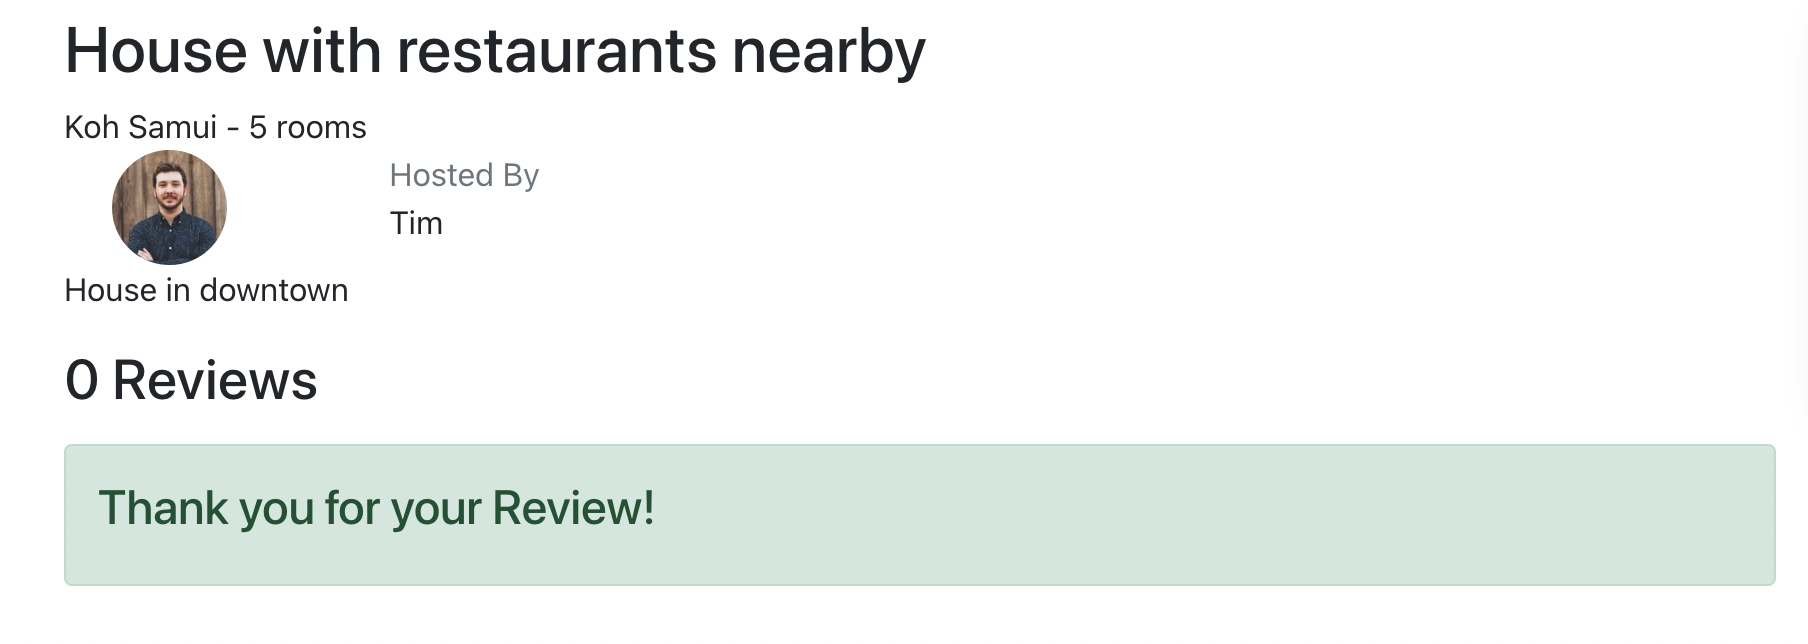 House with restaurants nearby
Koh Samui - 5 rooms
Hosted By
Tim
House in downtown
0 Reviews
Thank you for your Review!